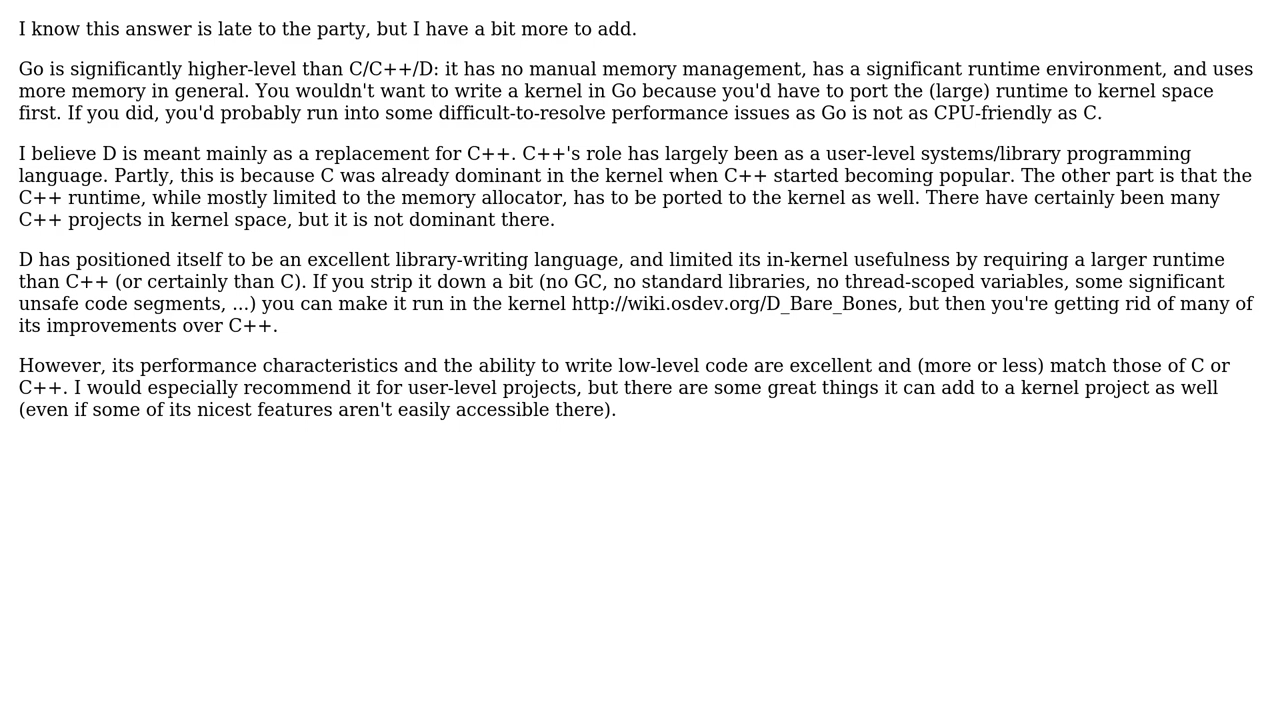 I know this answer is late to the party, but I have a bit more to add.
Go is significantly higher-level than C/C++/D: it has no manual memory management, has a significant runtime environment, and uses
more memory in general. You wouldn't want to write a kernel in Go because you'd have to port the (large) runtime to kernel space
first. If you did, you'd probably run into some difficult-to-resolve performance issues as Go is not as CPU-friendly as C.
I believe D is meant mainly as a replacement for C++. C++'s role has largely been as a user-level systems/library programming
language. Partly, this is because C was already dominant in the kernel when C++ started becoming popular. The other part is that the
C++ runtime, while mostly limited to the memory allocator, has to be ported to the kernel as well. There have certainly been many
C++ projects in kernel space, but it is not dominant there.
D has positioned itself to be an excellent library-writing language, and limited its in-kernel usefulness by requiring a larger runtime
than C++ (or certainly than C). If you strip it down a bit (no GC, no standard libraries, no thread-scoped variables, some significant
unsafe code segments, ...) you can make it run in the kernel http://wiki.osdev.org/D_Bare_Bones, but then you're getting rid of many of
its improvements over C++.
However, its performance characteristics and the ability to write low-level code are excellent and (more or less) match those of C or
C++. I would especially recommend it for user-level projects, but there are some great things it can add to a kernel project as well
(even if some of its nicest features aren't easily accessible there).